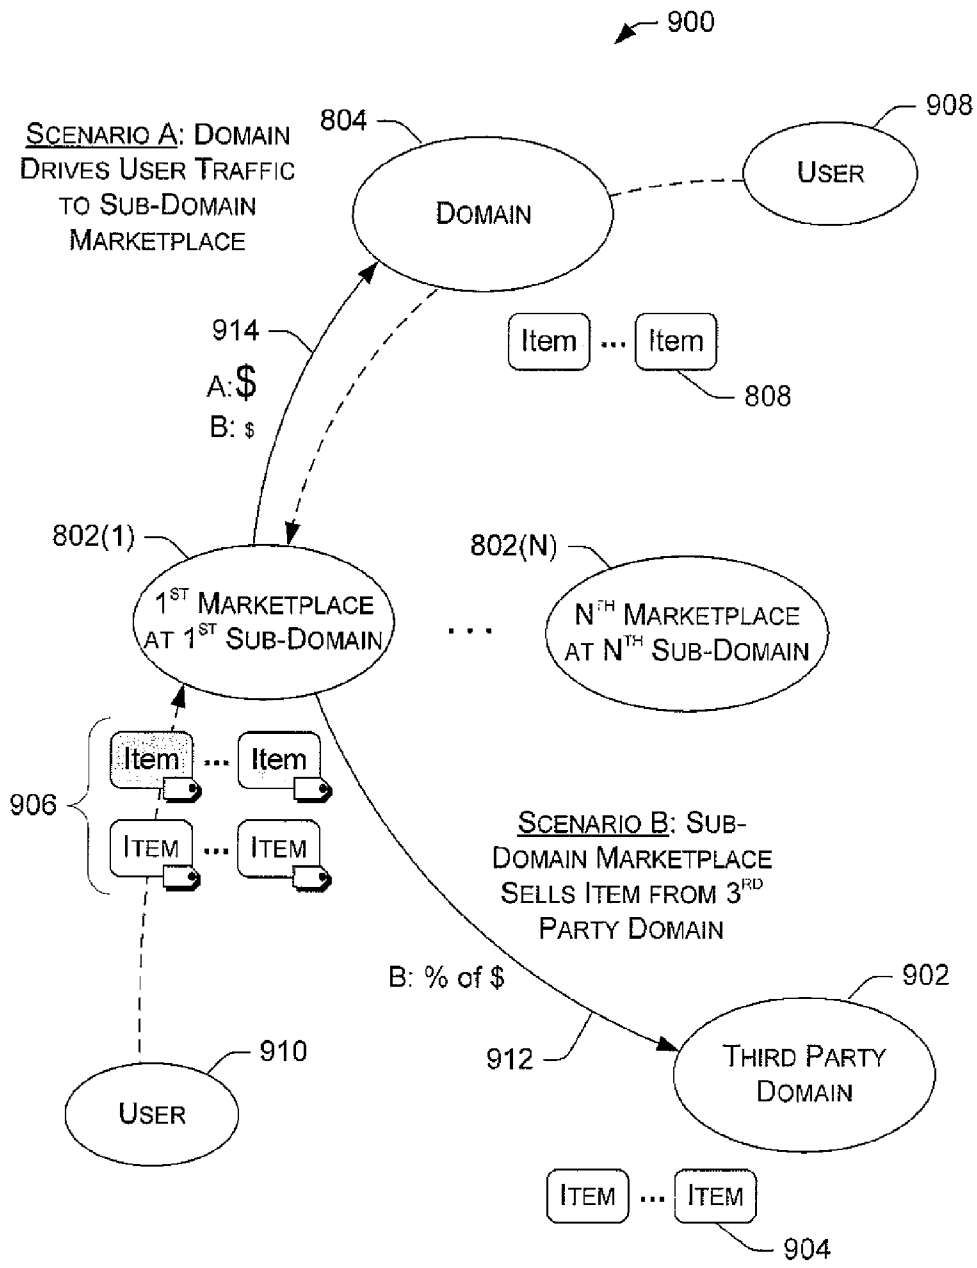 900
804
908
SCENARIO A: DOMAIN
DRIVES USER TRAFFIC
TO SUB-DOMAIN
MARKETPLACE
USER
DOMAIN
914
Item ... Item
A:$
808
B: $
802(1)
802(N)
1ST MARKETPLACE
AT 1ST SUB-DOMAIN
...
NTH MARKETPLACE
AT NTH SUB-DOMAIN
Item ... Item
906
ITEM ... ITEM
SCENARIO B: SUB-
DOMAIN MARKETPLACE
SELLS ITEM FROM 3RD
PARTY DOMAIN
B: % of $
902
912
910
THIRD PARTY
DOMAIN
USER
ITEM ... ITEM
904